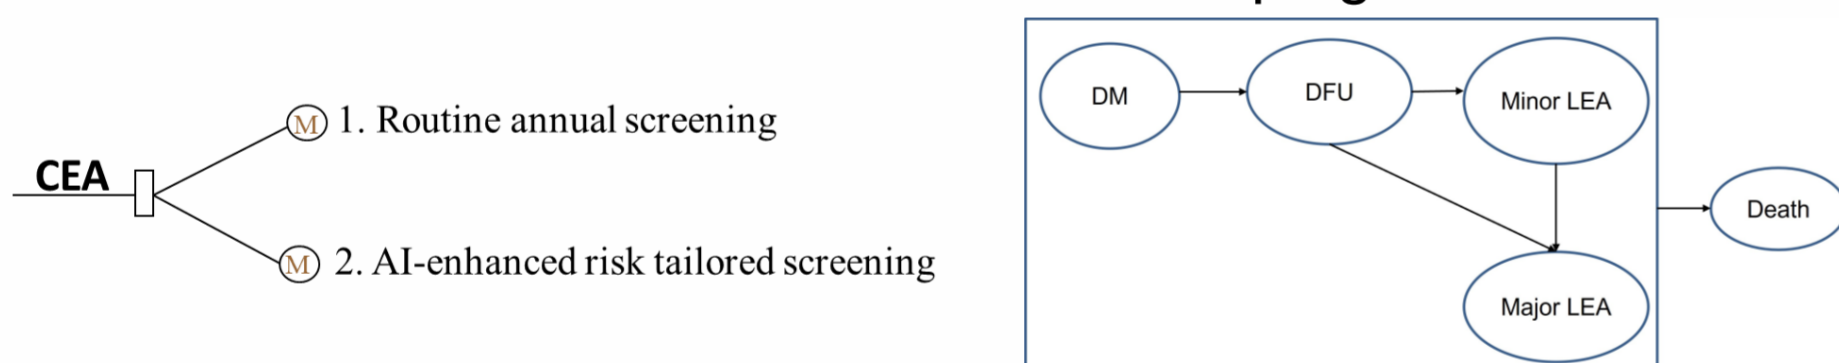 CEA
M 1. Routine annual screening
M 2. AI-enhanced risk tailored screening
DM
DFU
Minor LEA
Major LEA
Death